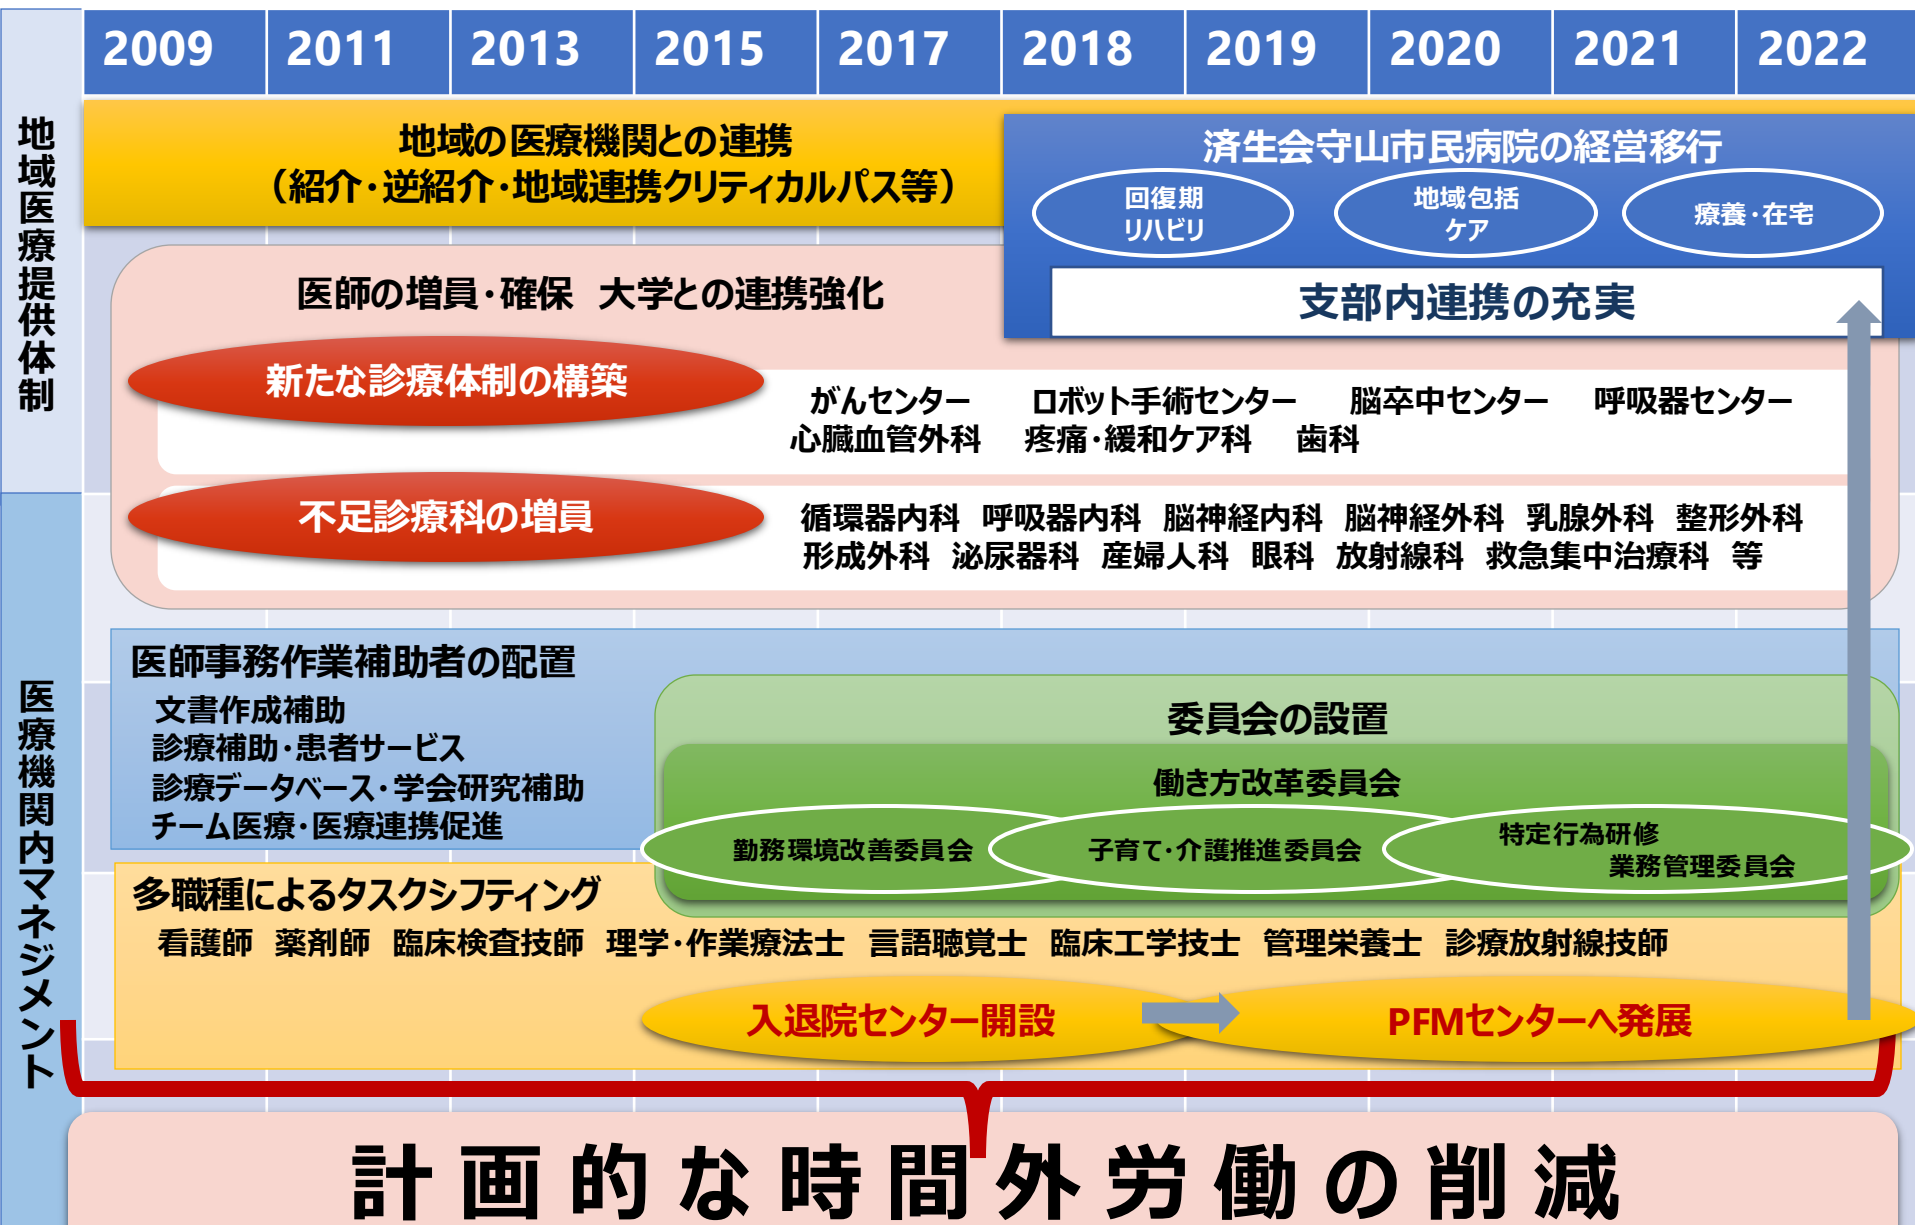 2009 2011 2013 2015 2017 2018 2019 2020 2021 2022
地域医療提供体制
地域の医療機関との連携
（紹介・逆紹介・地域連携クリティカルパス等）
済生会守山市民病院の経営移行
回復期
リハビリ
地域包括
ケア
療養・在宅
支部内連携の充実
医師の増員・確保 大学との連携強化
新たな診療体制の構築
がんセンター ロボット手術センター 脳卒中センター 呼吸器センター
心臓血管外科 疼痛・緩和ケア科 歯科
不足診療科の増員
循環器内科 呼吸器内科 脳神経内科 脳神経外科 乳腺外科 整形外科
形成外科 泌尿器科 産婦人科 眼科 放射線科 救急集中治療科 等
医療機関内マネジメント
医師事務作業補助者の配置
文書作成補助
診療補助・患者サービス
診療データベース・学会研究補助
チーム医療・医療連携促進
委員会の設置
働き方改革委員会
勤務環境改善委員会
子育て・介護推進委員会
特定行為研修
業務管理委員会
多職種によるタスクシフティング
看護師 薬剤師 臨床検査技師 理学・作業療法士 言語聴覚士 臨床工学技士 管理栄養士 診療放射線技師
入退院センター開設
PFMセンターへ発展
計画的な時間外労働の削減